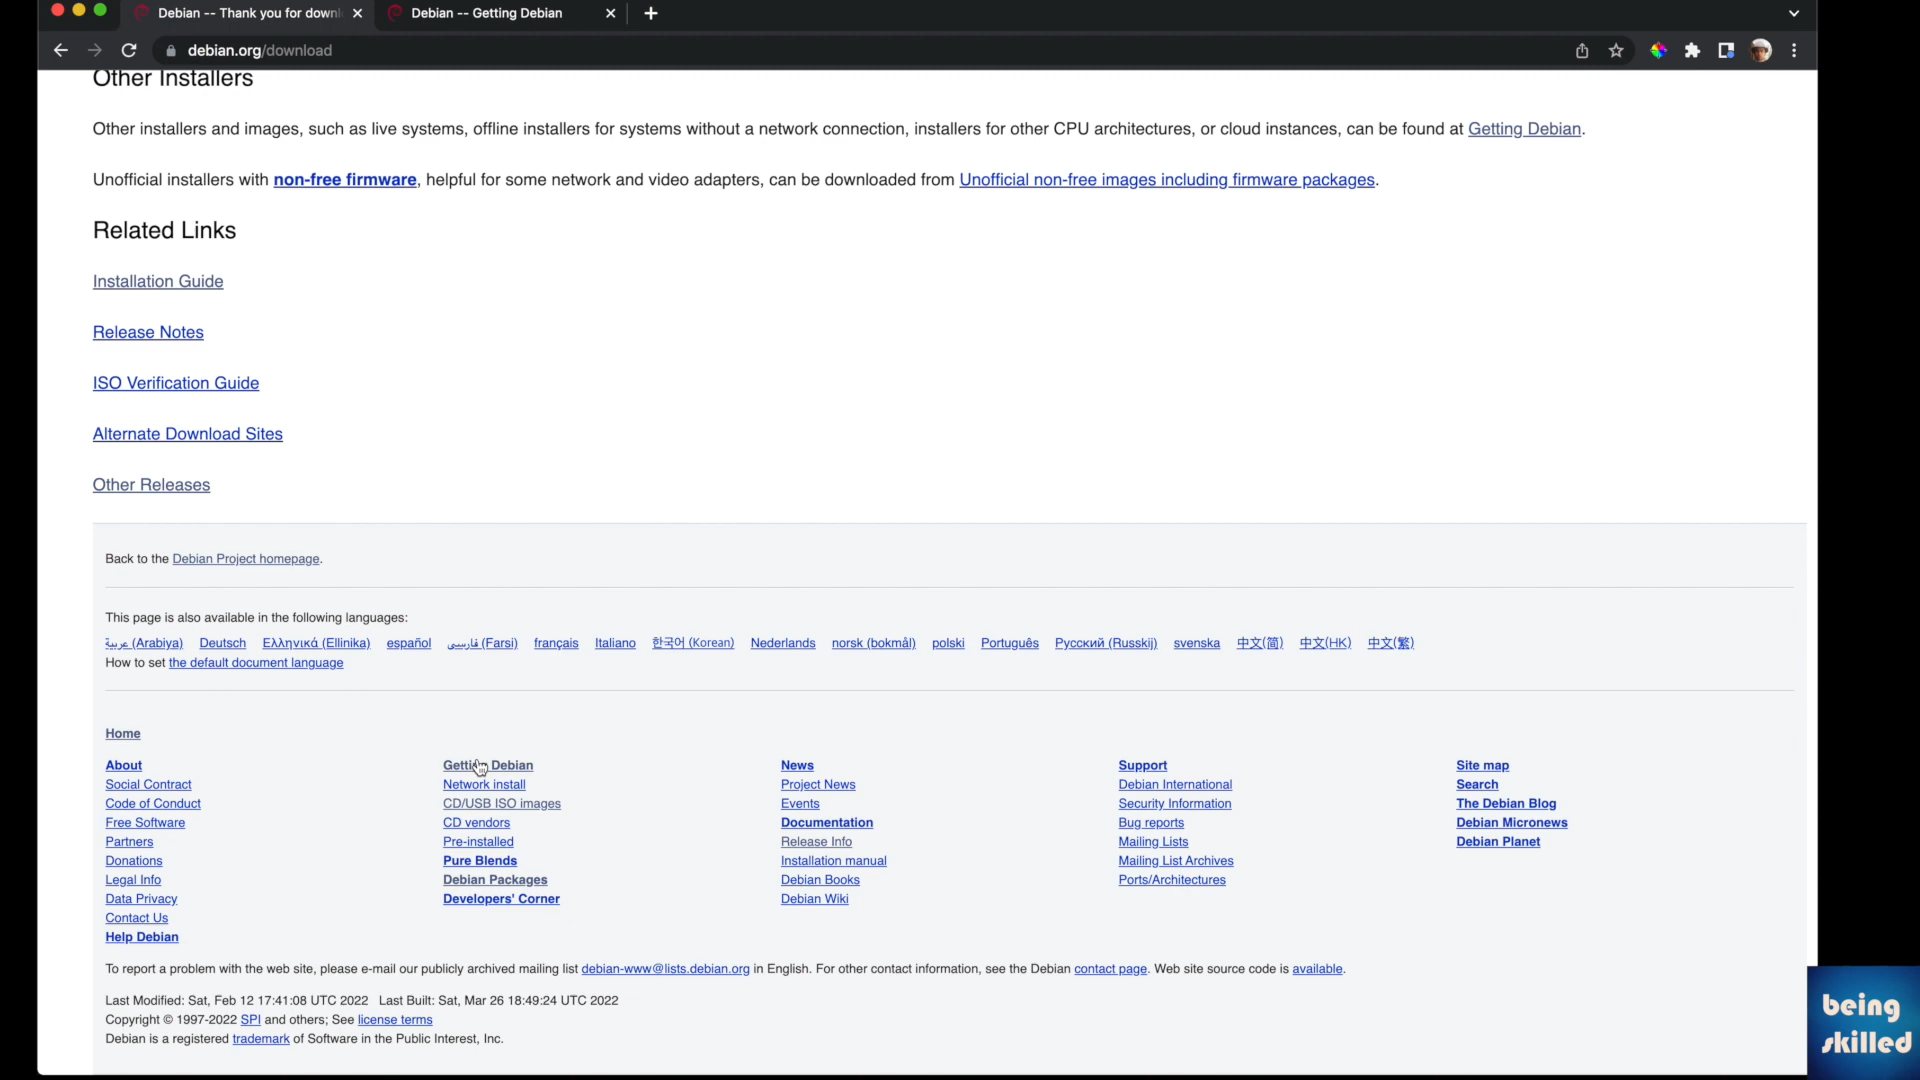 Debian -- Thank you for downl
Debian -- Getting Debian
debian.org/download
Other Installers
Other installers and images, such as live systems, offline installers for systems without a network connection, installers for other CPU architectures, or cloud instances, can be found at Getting Debian.
Unofficial installers with non-free firmware, helpful for some network and video adapters, can be downloaded from Unofficial non-free images including firmware packages.
Related Links
Installation Guide
Release Notes
ISO Verification Guide
Alternate Download Sites
Other Releases
Back to the Debian Project homepage.
This page is also available in the following languages:
عربية (Arabiya) Deutsch Ελληνικά (Ellinika) español فارسی (Farsi) français Italiano 한국어 (Korean) Nederlands norsk (bokmål) polski Português Русский (Russkij) svenska 中文(简) 中文(HK) 中文(繁)
How to set the default document language
Home
About
Social Contract
Code of Conduct
Free Software
Partners
Donations
Legal Info
Data Privacy
Contact Us
Help Debian
Getting Debian
Network install
CD/USB ISO images
CD vendors
Pre-installed
Pure Blends
Debian Packages
Developers' Corner
News
Project News
Events
Documentation
Release Info
Installation manual
Debian Books
Debian Wiki
Support
Debian International
Security Information
Bug reports
Mailing Lists
Mailing List Archives
Ports/Architectures
Site map
Search
The Debian Blog
Debian Micronews
Debian Planet
To report a problem with the web site, please e-mail our publicly archived mailing list debian-www@lists.debian.org in English. For other contact information, see the Debian contact page. Web site source code is available.
Last Modified: Sat, Feb 12 17:41:08 UTC 2022 Last Built: Sat, Mar 26 18:49:24 UTC 2022
Copyright © 1997-2022 SPI and others; See license terms
Debian is a registered trademark of Software in the Public Interest, Inc.
being
skilled